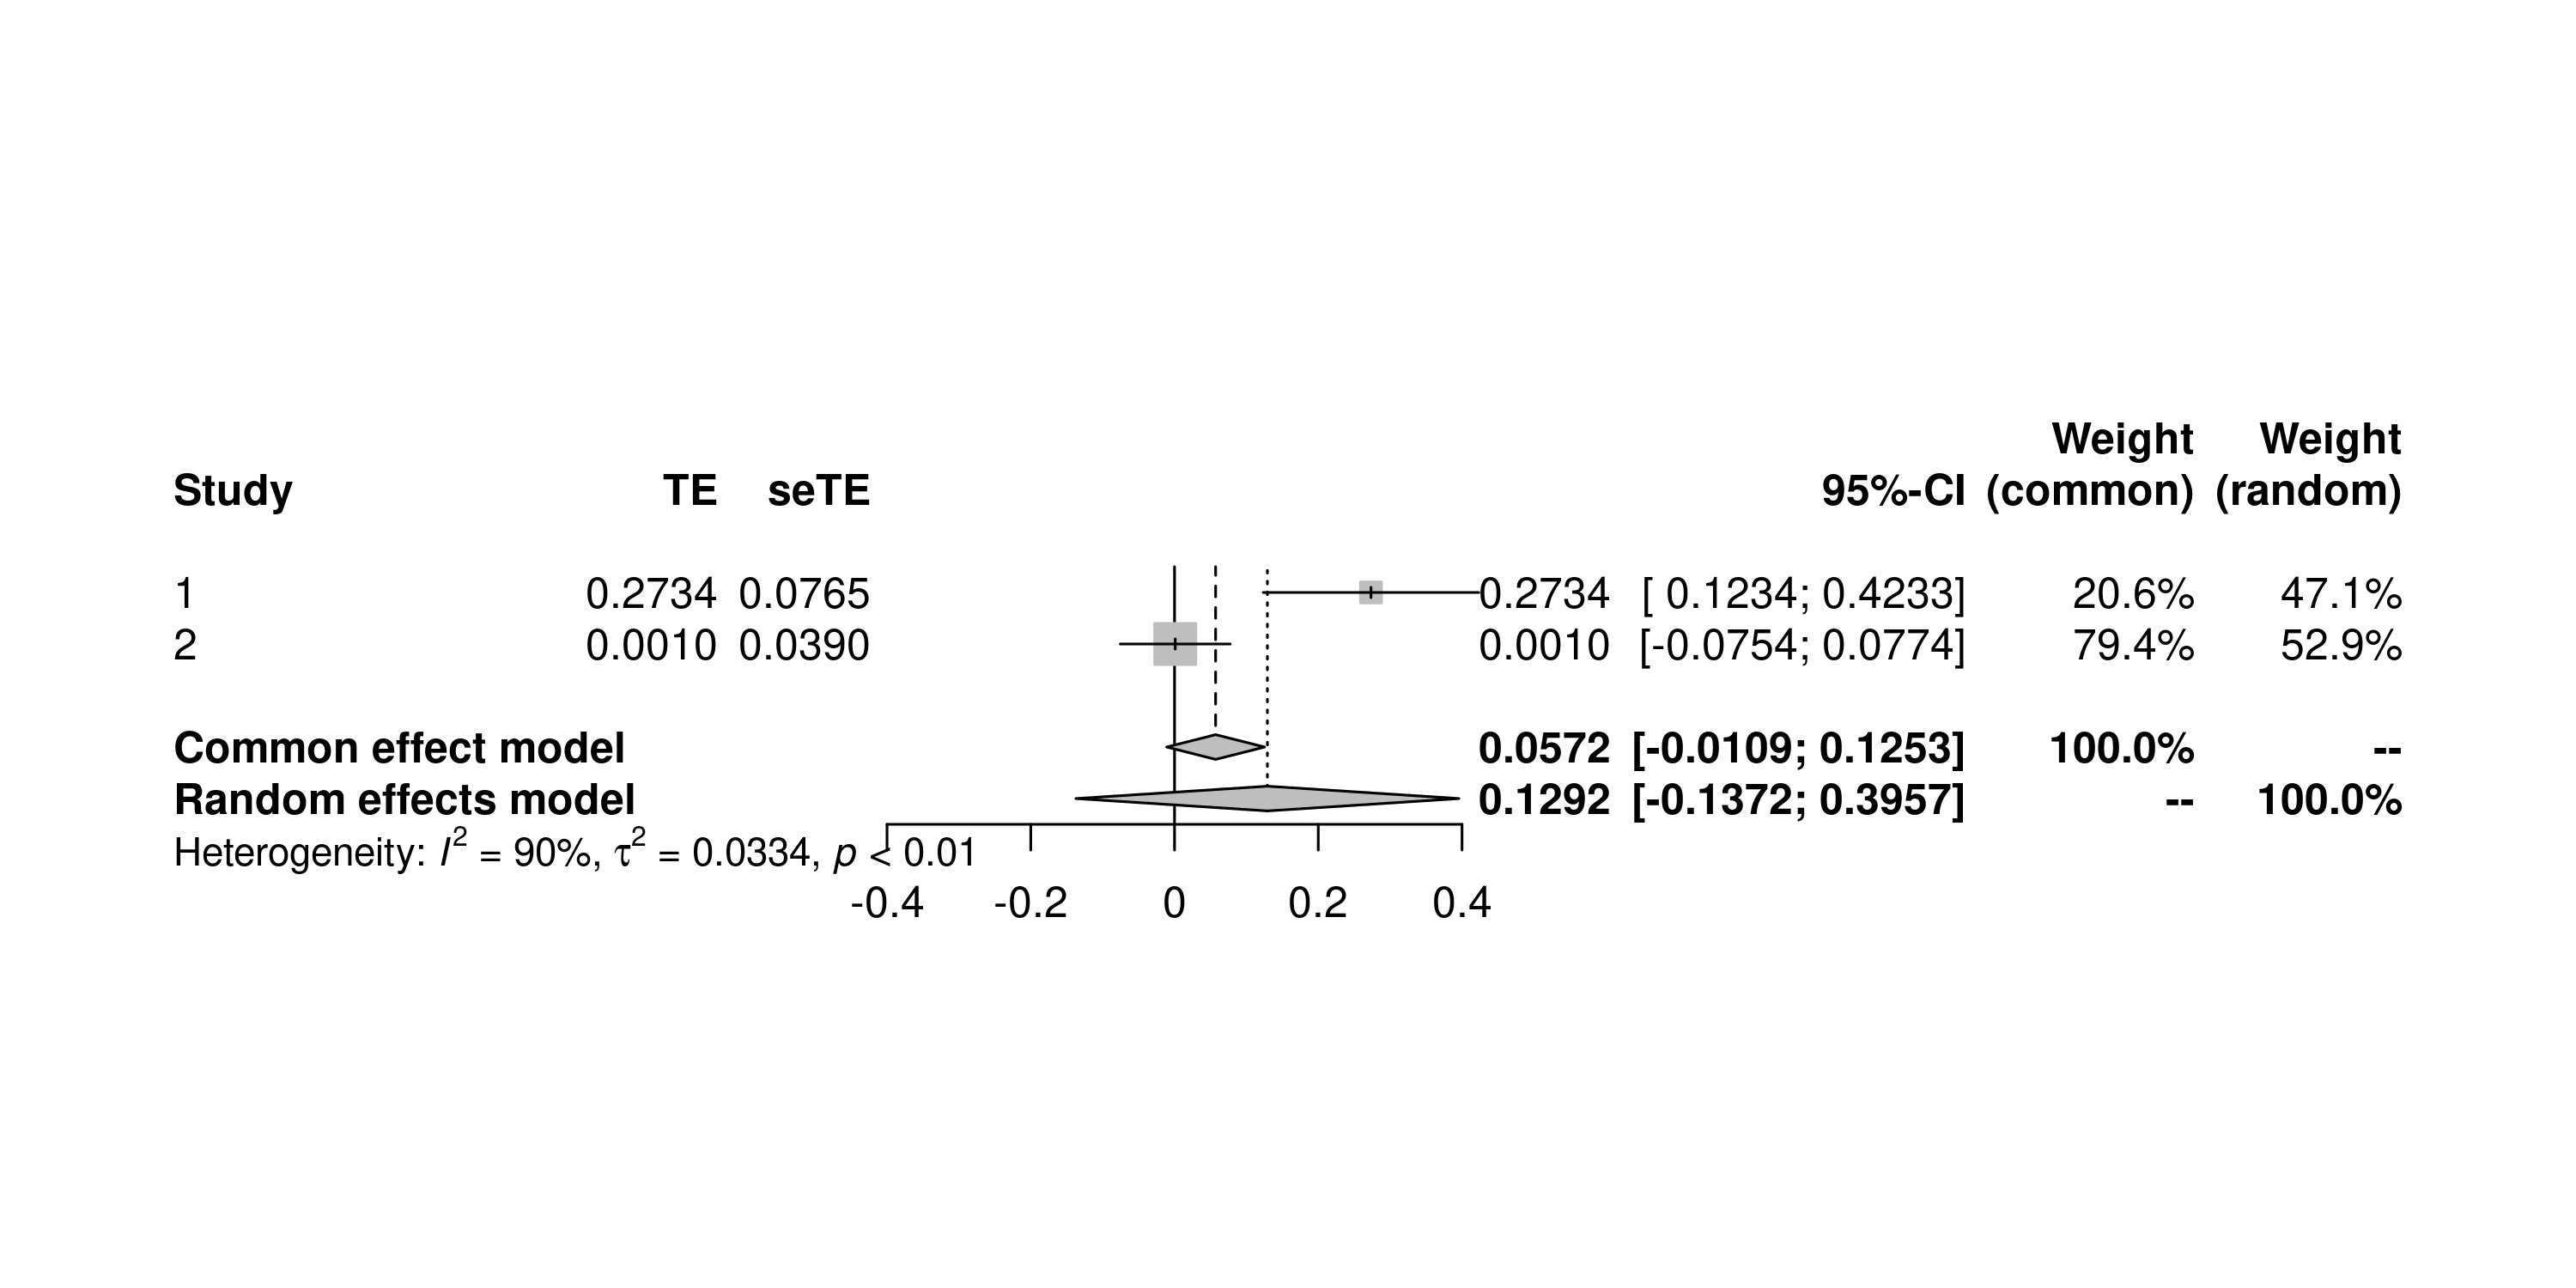 Weight Weight
Study TE seTE 95%-CI (common) (random)
1 0.2734 0.0765 0.2734 [ 0.1234; 0.4233] 20.6% 47.1%
2 0.0010 0.0390 0.0010 [-0.0754; 0.0774] 79.4% 52.9%
Common effect model 0.0572 [-0.0109; 0.1253] 100.0% --
Random effects model 0.1292 [-0.1372; 0.3957] -- 100.0%
Heterogeneity: I² = 90%, τ² = 0.0334, p < 0.01
-0.4 -0.2 0 0.2 0.4